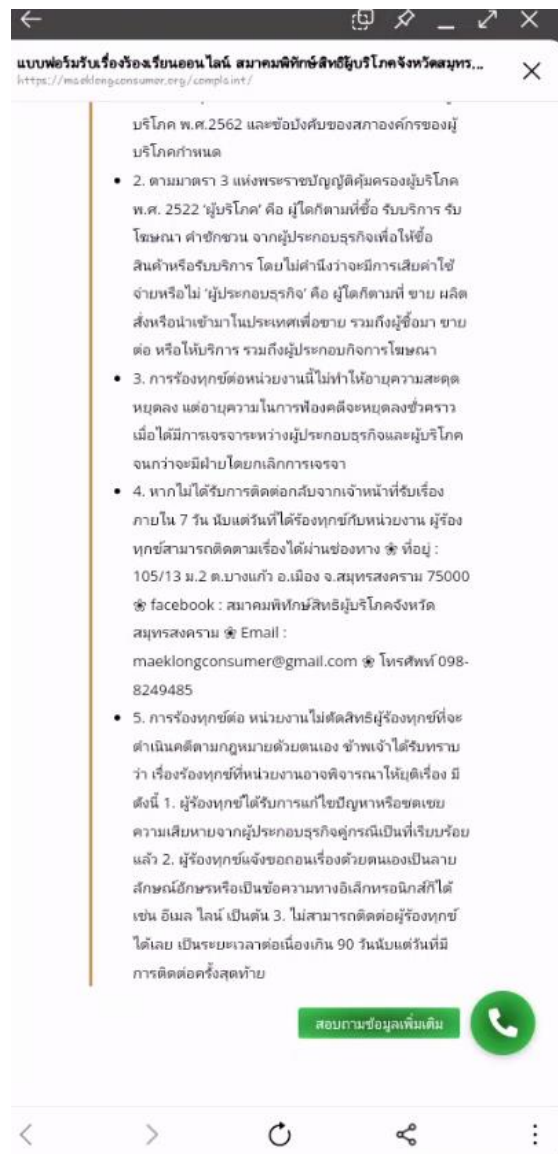 แบบฟอร์มรับเรื่องร้องเรียนออนไลน์ สมาคมพิทักษ์สิทธิผู้บริโภคจังหวัดสมุทร...
https://maeklongconsumer.org/complaint/
บริโภค พ.ศ.2562 และข้อบังคับของสภาองค์กรของผู้
บริโภคกำหนด
• 2. ตามมาตรา 3 แห่งพระราชบัญญัติคุ้มครองผู้บริโภค
พ.ศ. 2522 'ผู้บริโภค' คือ ผู้ใดก็ตามที่ซื้อ รับบริการ รับ
โฆษณา คำชักชวน จากผู้ประกอบธุรกิจเพื่อให้ซื้อ
สินค้าหรือรับบริการ โดยไม่คำนึงว่าจะมีการเสียค่าใช้
จ่ายหรือไม่ 'ผู้ประกอบธุรกิจ' คือ ผู้ใดก็ตามที่ ขาย ผลิต
สั่งหรือนำเข้ามาในประเทศเพื่อขาย รวมถึงผู้ซื้อมา ขาย
ต่อ หรือให้บริการ รวมถึงผู้ประกอบกิจการโฆษณา
• 3. การร้องทุกข์ต่อหน่วยงานนี้ไม่ทำให้อายุความสะดุด
หยุดลง แต่อายุความในการฟ้องคดีจะหยุดลงชั่วคราว
เมื่อได้มีการเจรจาระหว่างผู้ประกอบธุรกิจและผู้บริโภค
จนกว่าจะมีฝ่ายใดยกเลิกการเจรจา
• 4. หากไม่ได้รับการติดต่อกลับจากเจ้าหน้าที่รับเรื่อง
ภายใน 7 วัน นับแต่วันที่ได้ร้องทุกข์กับหน่วยงาน ผู้ร้อง
ทุกข์สามารถติดตามเรื่องได้ผ่านช่องทาง ❀ ที่อยู่ :
105/13 ม.2 ต.บางแก้ว อ.เมือง จ.สมุทรสงคราม 75000
❀ facebook : สมาคมพิทักษ์สิทธิผู้บริโภคจังหวัด
สมุทรสงคราม ❀ Email :
maeklongconsumer@gmail.com ❀ โทรศัพท์ 098-
8249485
• 5. การร้องทุกข์ต่อ หน่วยงานไม่ตัดสิทธิผู้ร้องทุกข์ที่จะ
ดำเนินคดีตามกฎหมายด้วยตนเอง ข้าพเจ้าได้รับทราบ
ว่า เรื่องร้องทุกข์ที่หน่วยงานอาจพิจารณาให้ยุติเรื่อง มี
ดังนี้ 1. ผู้ร้องทุกข์ได้รับการแก้ไขปัญหาหรือชดเชย
ความเสียหายจากผู้ประกอบธุรกิจคู่กรณีเป็นที่เรียบร้อย
แล้ว 2. ผู้ร้องทุกข์แจ้งขอถอนเรื่องด้วยตนเองเป็นลาย
ลักษณ์อักษรหรือเป็นข้อความทางอิเล็กทรอนิกส์ก็ได้
เช่น อีเมล ไลน์ เป็นต้น 3. ไม่สามารถติดต่อผู้ร้องทุกข์
ได้เลย เป็นระยะเวลาต่อเนื่องเกิน 90 วันนับแต่วันที่มี
การติดต่อครั้งสุดท้าย
สอบถามข้อมูลเพิ่มเติม